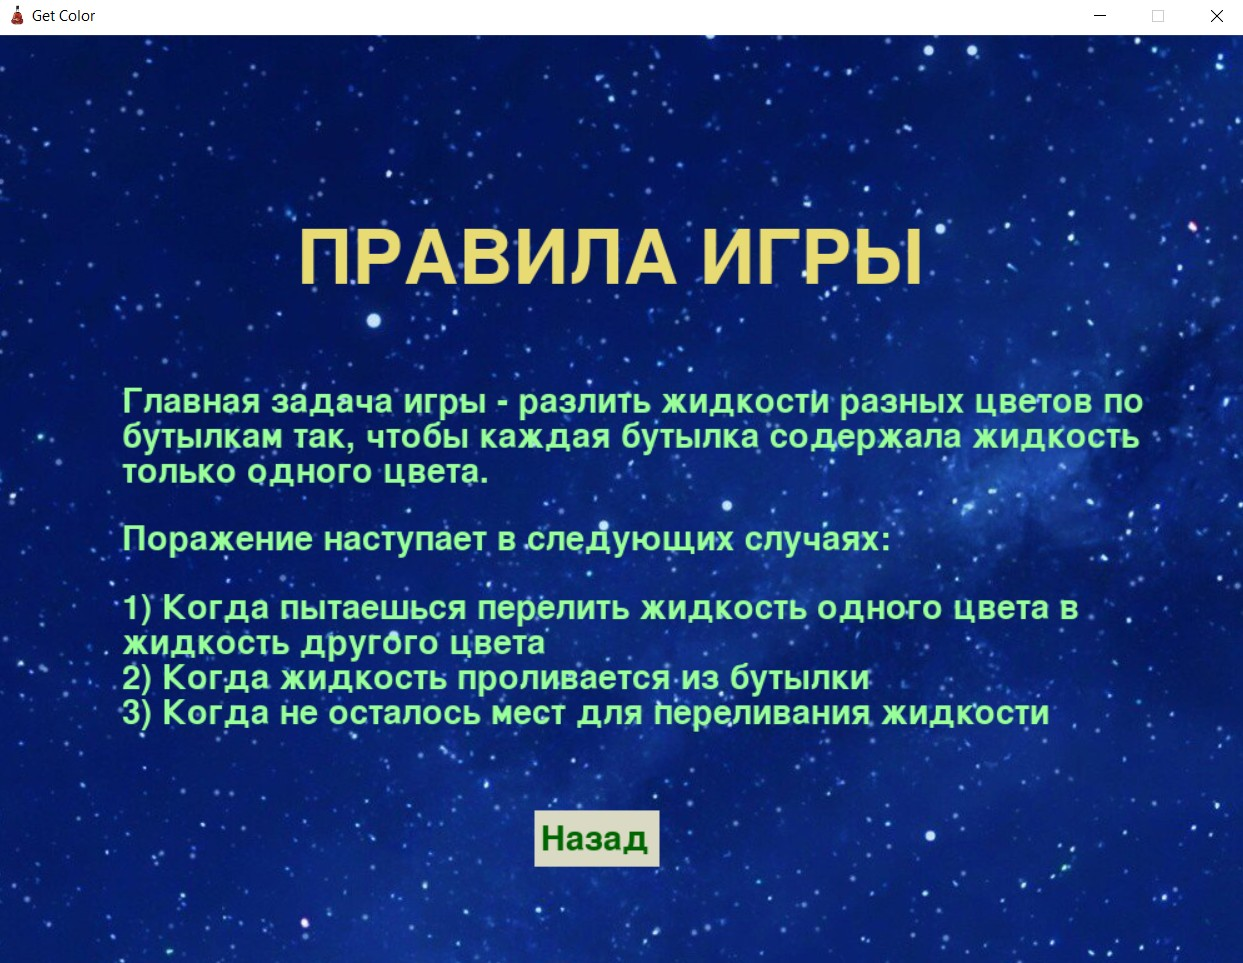 Get Color
ПРАВИЛА ИГРЫ
Главная задача игры - разлить жидкости разных цветов по
бутылкам так, чтобы каждая бутылка содержала жидкость
только одного цвета.
Поражение наступает в следующих случаях:
1) Когда пытаешься перелить жидкость одного цвета в
жидкость другого цвета
2) Когда жидкость проливается из бутылки
3) Когда не осталось мест для переливания жидкости
Назад